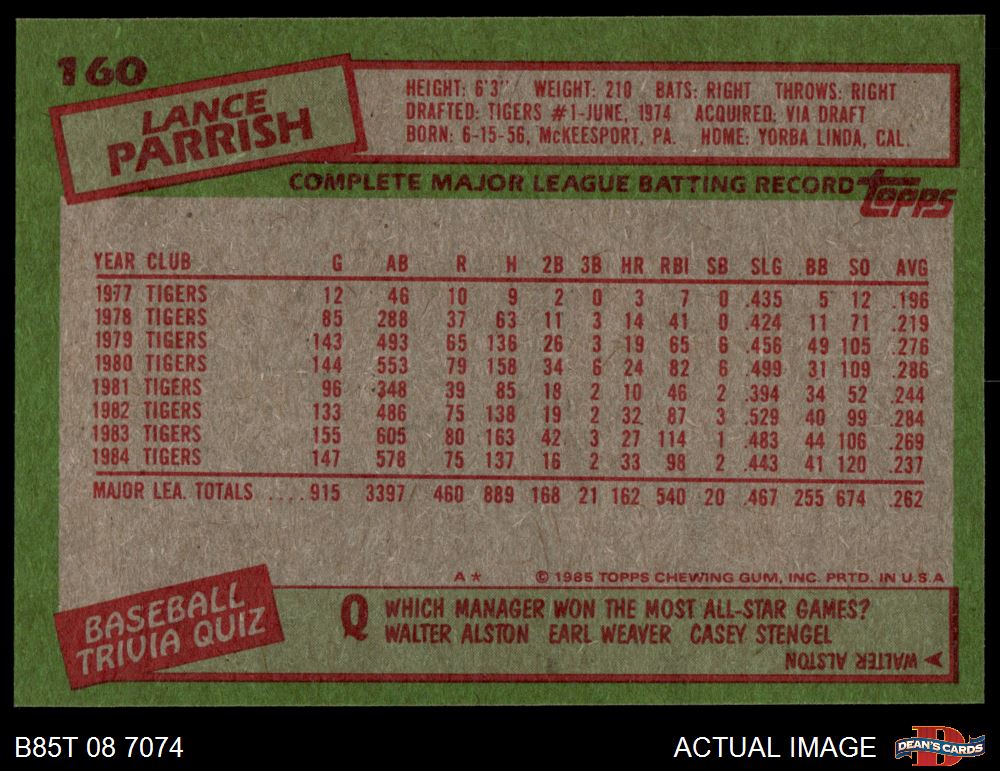 160
LANCE
PARRISH
HEIGHT: 6'3" WEIGHT: 210 BATS: RIGHT THROWS: RIGHT
DRAFTED: TIGERS #1-JUNE, 1974 ACQUIRED: VIA DRAFT
BORN: 6-15-56, McKEESPORT, PA. HOME: YORBA LINDA, CAL.
COMPLETE MAJOR LEAGUE BATTING RECORD topps
YEAR CLUB G AB R H 2B 3B HR RBI SB SLG BB SO AVG
1977 TIGERS 12 46 10 9 2 0 3 7 0 .435 5 12 .196
1978 TIGERS 85 288 37 63 11 3 14 41 0 .424 11 71 .219
1979 TIGERS 143 493 65 136 26 3 19 65 6 .456 49 105 .276
1980 TIGERS 144 553 79 158 34 6 24 82 6 .499 31 109 .286
1981 TIGERS 96 348 39 85 18 2 10 46 2 .394 34 52 .244
1982 TIGERS 133 486 75 138 19 2 32 87 3 .529 40 99 .284
1983 TIGERS 155 605 80 163 42 3 27 114 1 .483 44 106 .269
1984 TIGERS 147 578 75 137 16 2 33 98 2 .443 41 120 .237
MAJOR LEA. TOTALS ....915 3397 460 889 168 21 162 540 20 .467 255 674 .262
A* © 1985 TOPPS CHEWING GUM, INC. PRTD. IN U.S.A
BASEBALL
TRIVIA QUIZ
Q WHICH MANAGER WON THE MOST ALL-STAR GAMES?
WALTER ALSTON EARL WEAVER CASEY STENGEL
A WALTER ALSTON
B85T 08 7074
ACTUAL IMAGE
D
DEAN'S CARDS